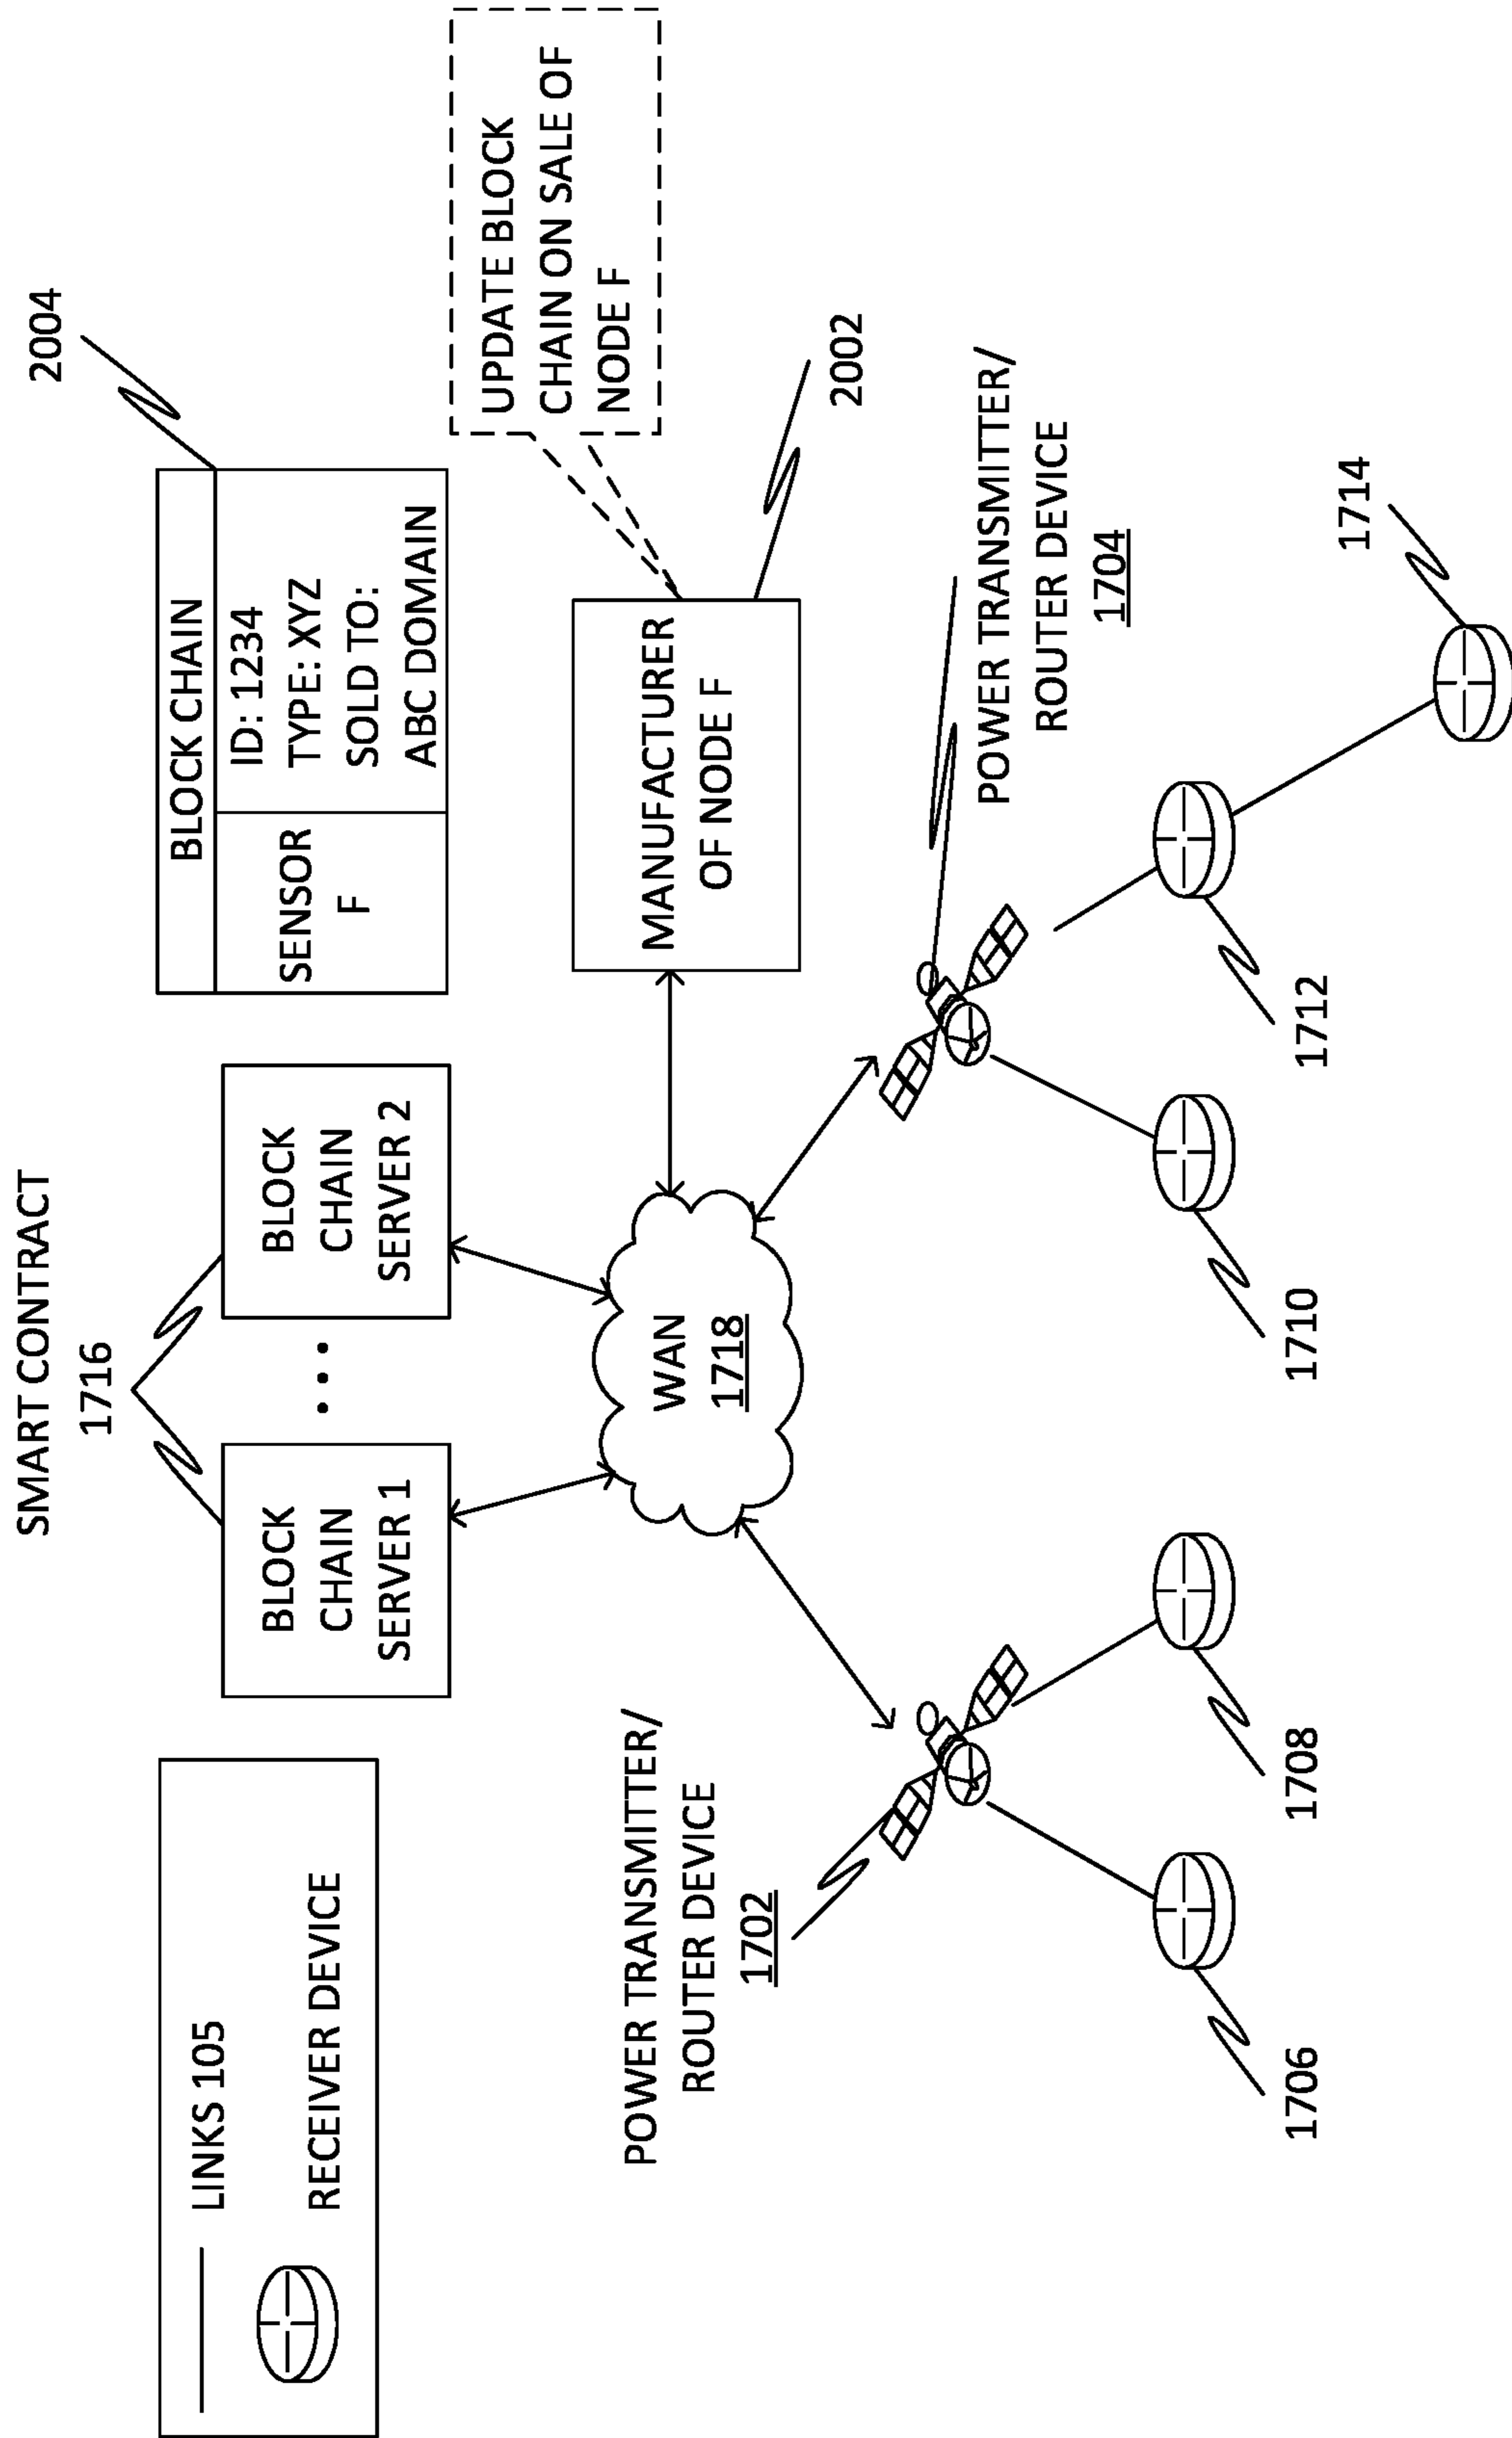 LINKS 105
RECEIVER DEVICE
SMART CONTRACT
1716
BLOCK
CHAIN
SERVER 1
BLOCK
CHAIN
SERVER 2
2004
BLOCK CHAIN
SENSOR
F
ID: 1234
TYPE: XYZ
SOLD TO:
ABC DOMAIN
UPDATE BLOCK
CHAIN ON SALE OF
NODE F
MANUFACTURER
OF NODE F
2002
WAN
1718
POWER TRANSMITTER/
ROUTER DEVICE
1702
POWER TRANSMITTER/
ROUTER DEVICE
1704
1706
1708
1710
1712
1714